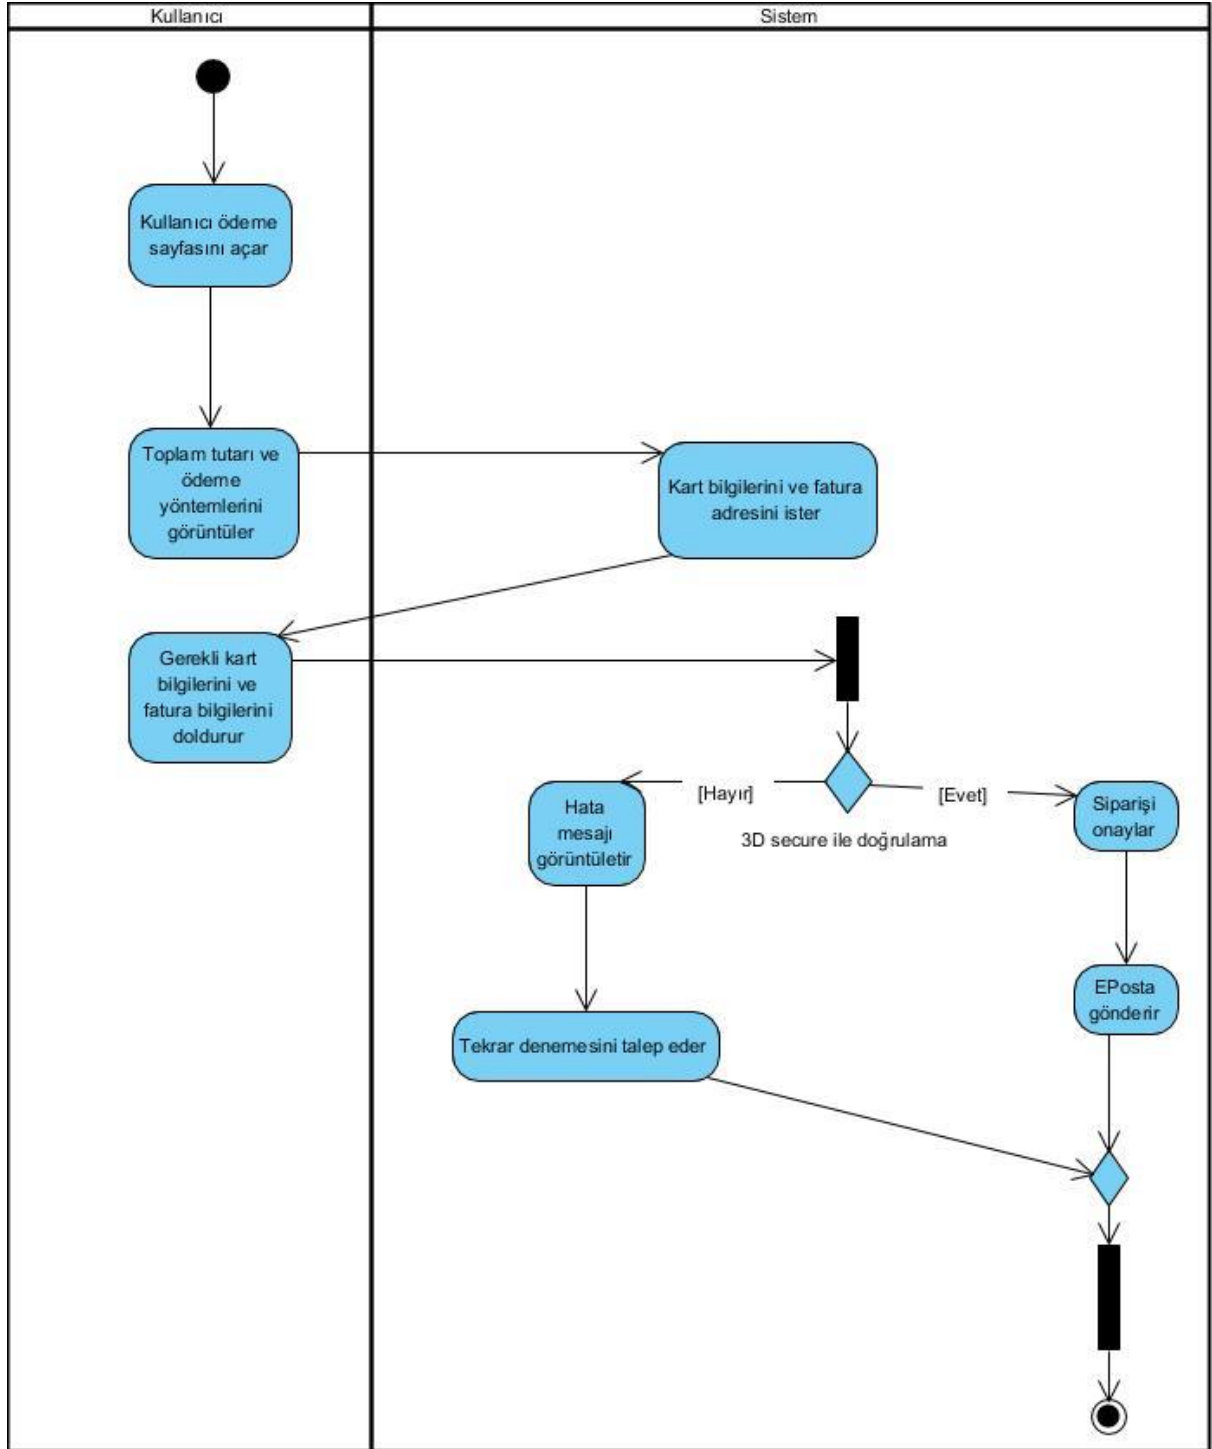 Kullanıcı
Sistem
Kullanıcı ödeme
sayfasını açar
Toplam tutarı ve
ödeme
yöntemlerini
görüntüler
Kart bilgilerini ve fatura
adresini ister
Gerekli kart
bilgilerini ve
fatura bilgilerini
doldurur
[Hayır]
[Evet]
3D secure ile doğrulama
Hata
mesajı
görüntületir
Siparişi
onaylar
Tekrar denemesini talep eder
EPosta
gönderir